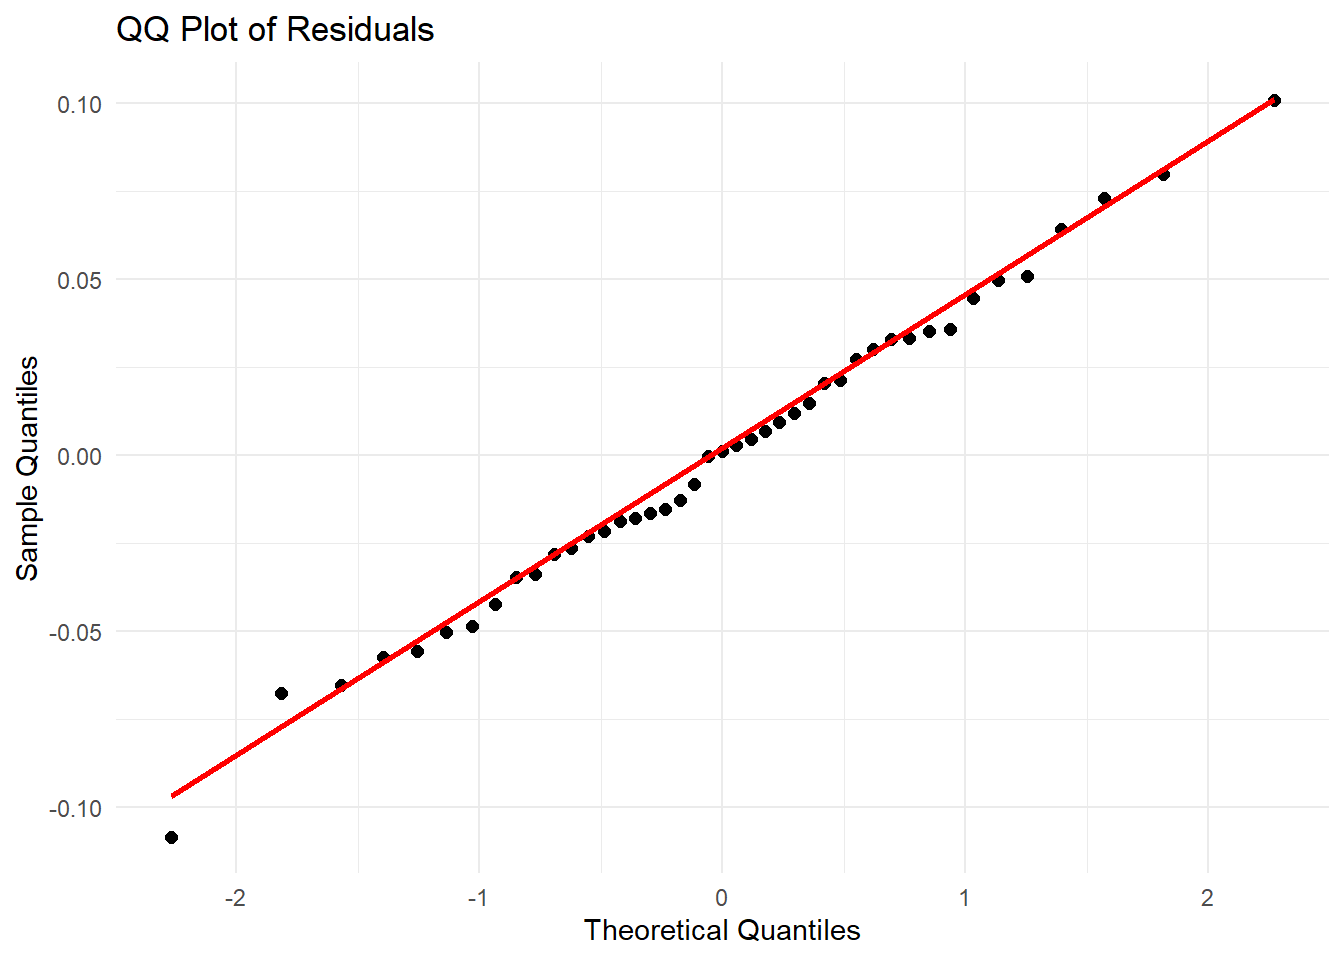 QQ Plot of Residuals
0.10
0.05
0.00
-0.05
-0.10
Sample Quantiles
-2 -1 0 1 2
Theoretical Quantiles